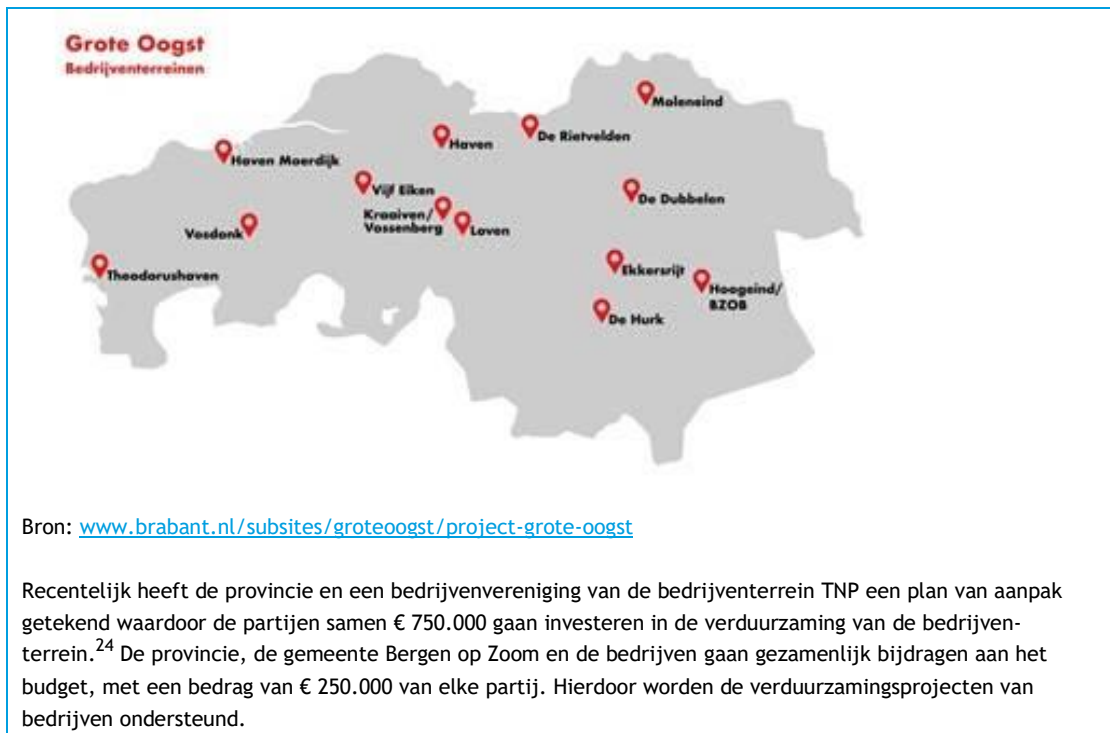 Grote Oogst
Bedrijventerreinen
Moleneind
De Rietvelden
Haven
Haven Moerdijk
Vijf Eiken
De Dubbelen
Kraaiven/
Vossenberg
Loven
Vosdonk
Theodorushaven
Ekkersrijt
Hoogeind/
BZOB
De Hurk
Bron: www.brabant.nl/subsites/groteoogst/project-grote-oogst
Recentelijk heeft de provincie en een bedrijvenvereniging van de bedrijventerrein TNP een plan van aanpak
getekend waardoor de partijen samen € 750.000 gaan investeren in de verduurzaming van de bedrijven-
terrein.24 De provincie, de gemeente Bergen op Zoom en de bedrijven gaan gezamenlijk bijdragen aan het
budget, met een bedrag van € 250.000 van elke partij. Hierdoor worden de verduurzamingsprojecten van
bedrijven ondersteund.